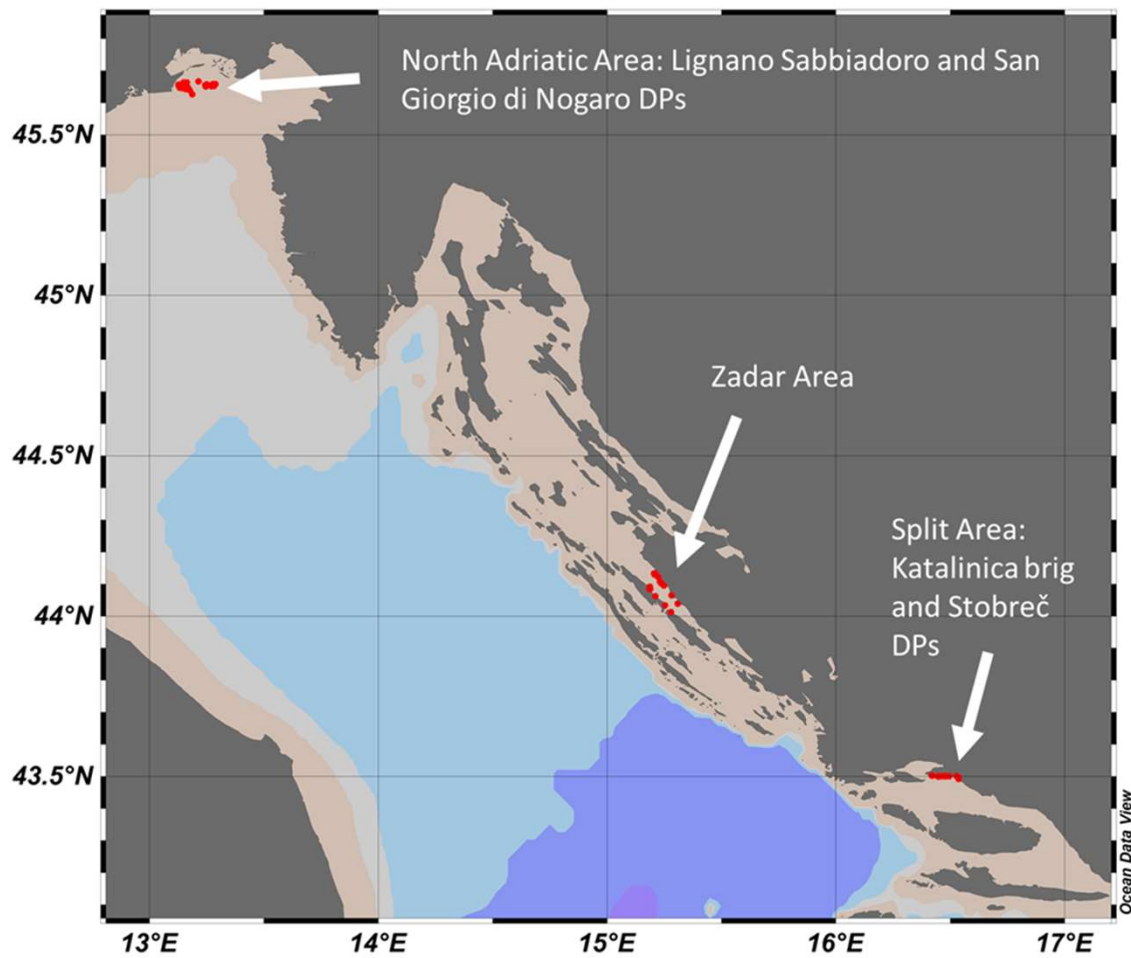 North Adriatic Area: Lignano Sabbiadoro and San
Giorgio di Nogaro DPs
45.5°N
45°N
Zadar Area
44.5°N
Split Area:
Katalinica brig
and Stobreč
DPs
44°N
43.5°N
Ocean Data View
13°E
14°E
15°E
16°E
17°E